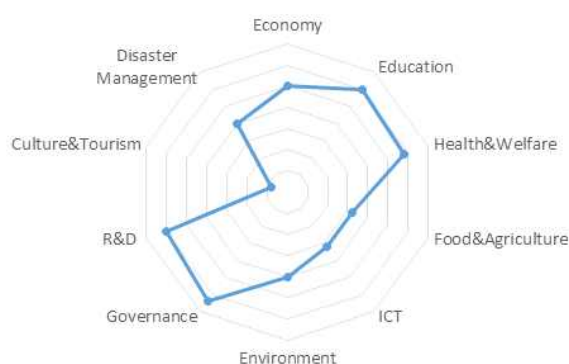 Economy
Education
Health&Welfare
Food&Agriculture
ICT
Environment
Governance
R&D
Culture&Tourism
Disaster
Management